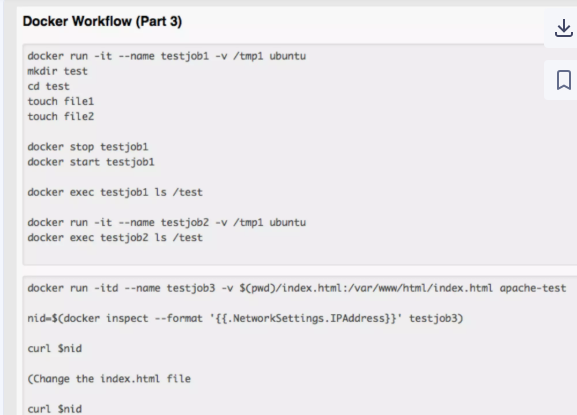 Docker Workflow (Part 3)
docker run -it --name testjob1 -v /tmp1 ubuntu
mkdir test
cd test
touch file1
touch file2
docker stop testjob1
docker start testjob1
docker exec testjob1 ls /test
docker run -it --name testjob2 -v /tmp1 ubuntu
docker exec testjob2 ls /test
docker run -itd --name testjob3 -v $(pwd)/index.html:/var/www/html/index.html apache-test
nid=$(docker inspect --format '{{.NetworkSettings.IPAddress}}' testjob3)
curl $nid
(Change the index.html file
curl $nid